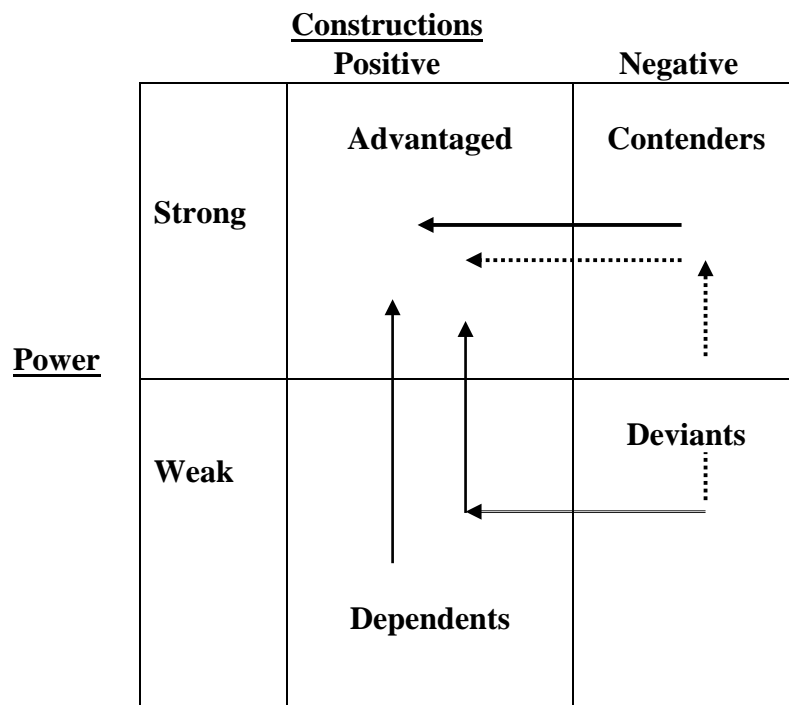 Constructions
Positive Negative
Advantaged Contenders
Strong
Power
Deviants
Weak
Dependents